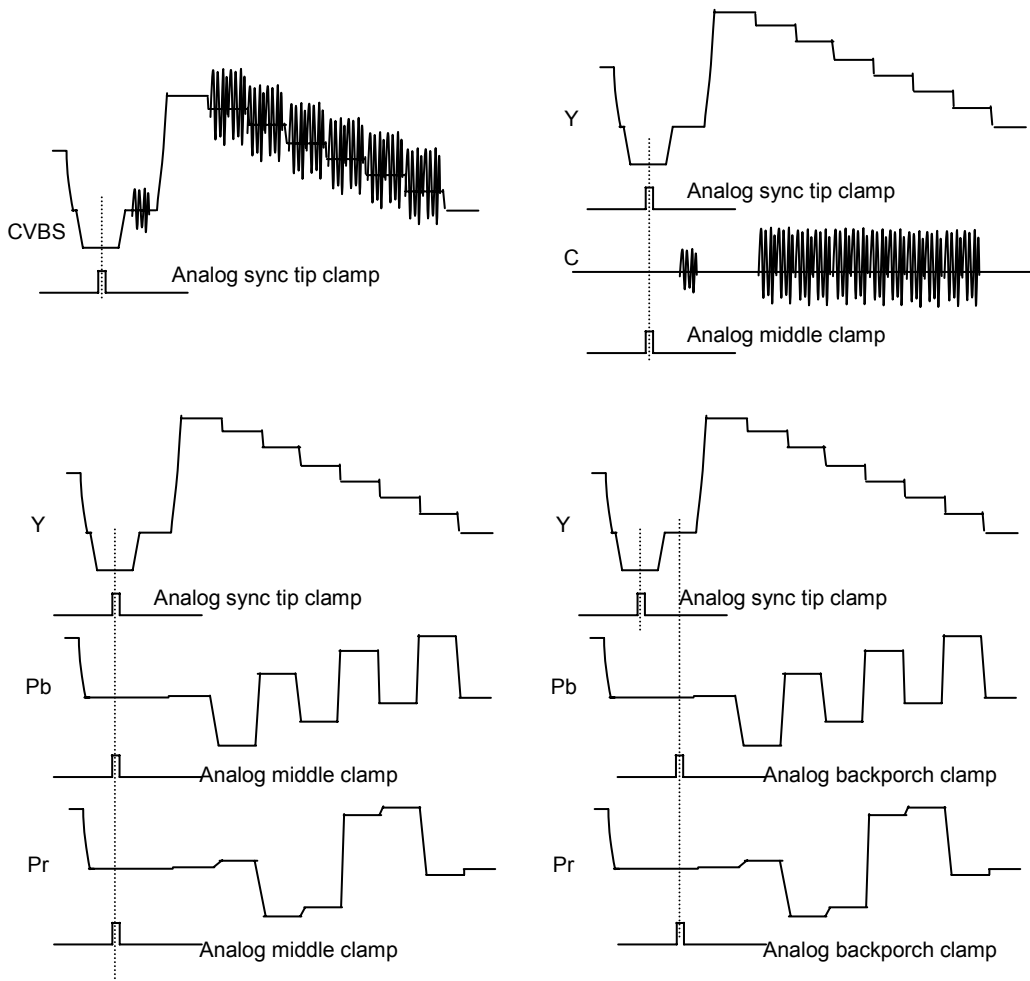 CVBS
Analog sync tip clamp
Y
Analog sync tip clamp
C
Analog middle clamp
Y
Analog sync tip clamp
Pb
Analog middle clamp
Pr
Analog middle clamp
Y
Analog sync tip clamp
Pb
Analog backporch clamp
Pr
Analog backporch clamp